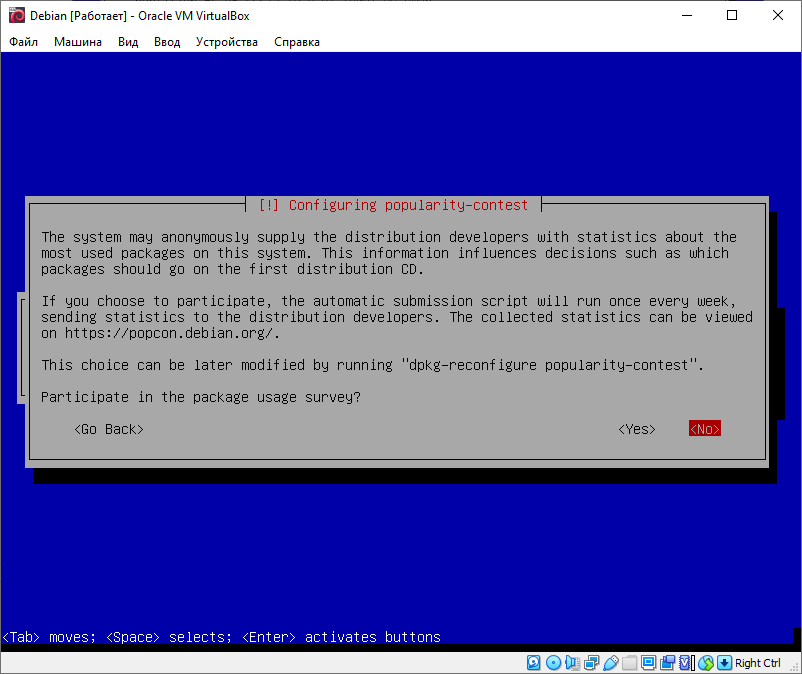 Debian [Работает] - Oracle VM VirtualBox
Файл Машина Вид Ввод Устройства Справка
[!] Configuring popularity-contest
The system may anonymously supply the distribution developers with statistics about the
most used packages on this system. This information influences decisions such as which
packages should go on the first distribution CD.
If you choose to participate, the automatic submission script will run once every week,
sending statistics to the distribution developers. The collected statistics can be viewed
on https://popcon.debian.org/.
This choice can be later modified by running "dpkg-reconfigure popularity-contest".
Participate in the package usage survey?
<Go Back> <Yes> <No>
<Tab> moves; <Space> selects; <Enter> activates buttons
Right Ctrl